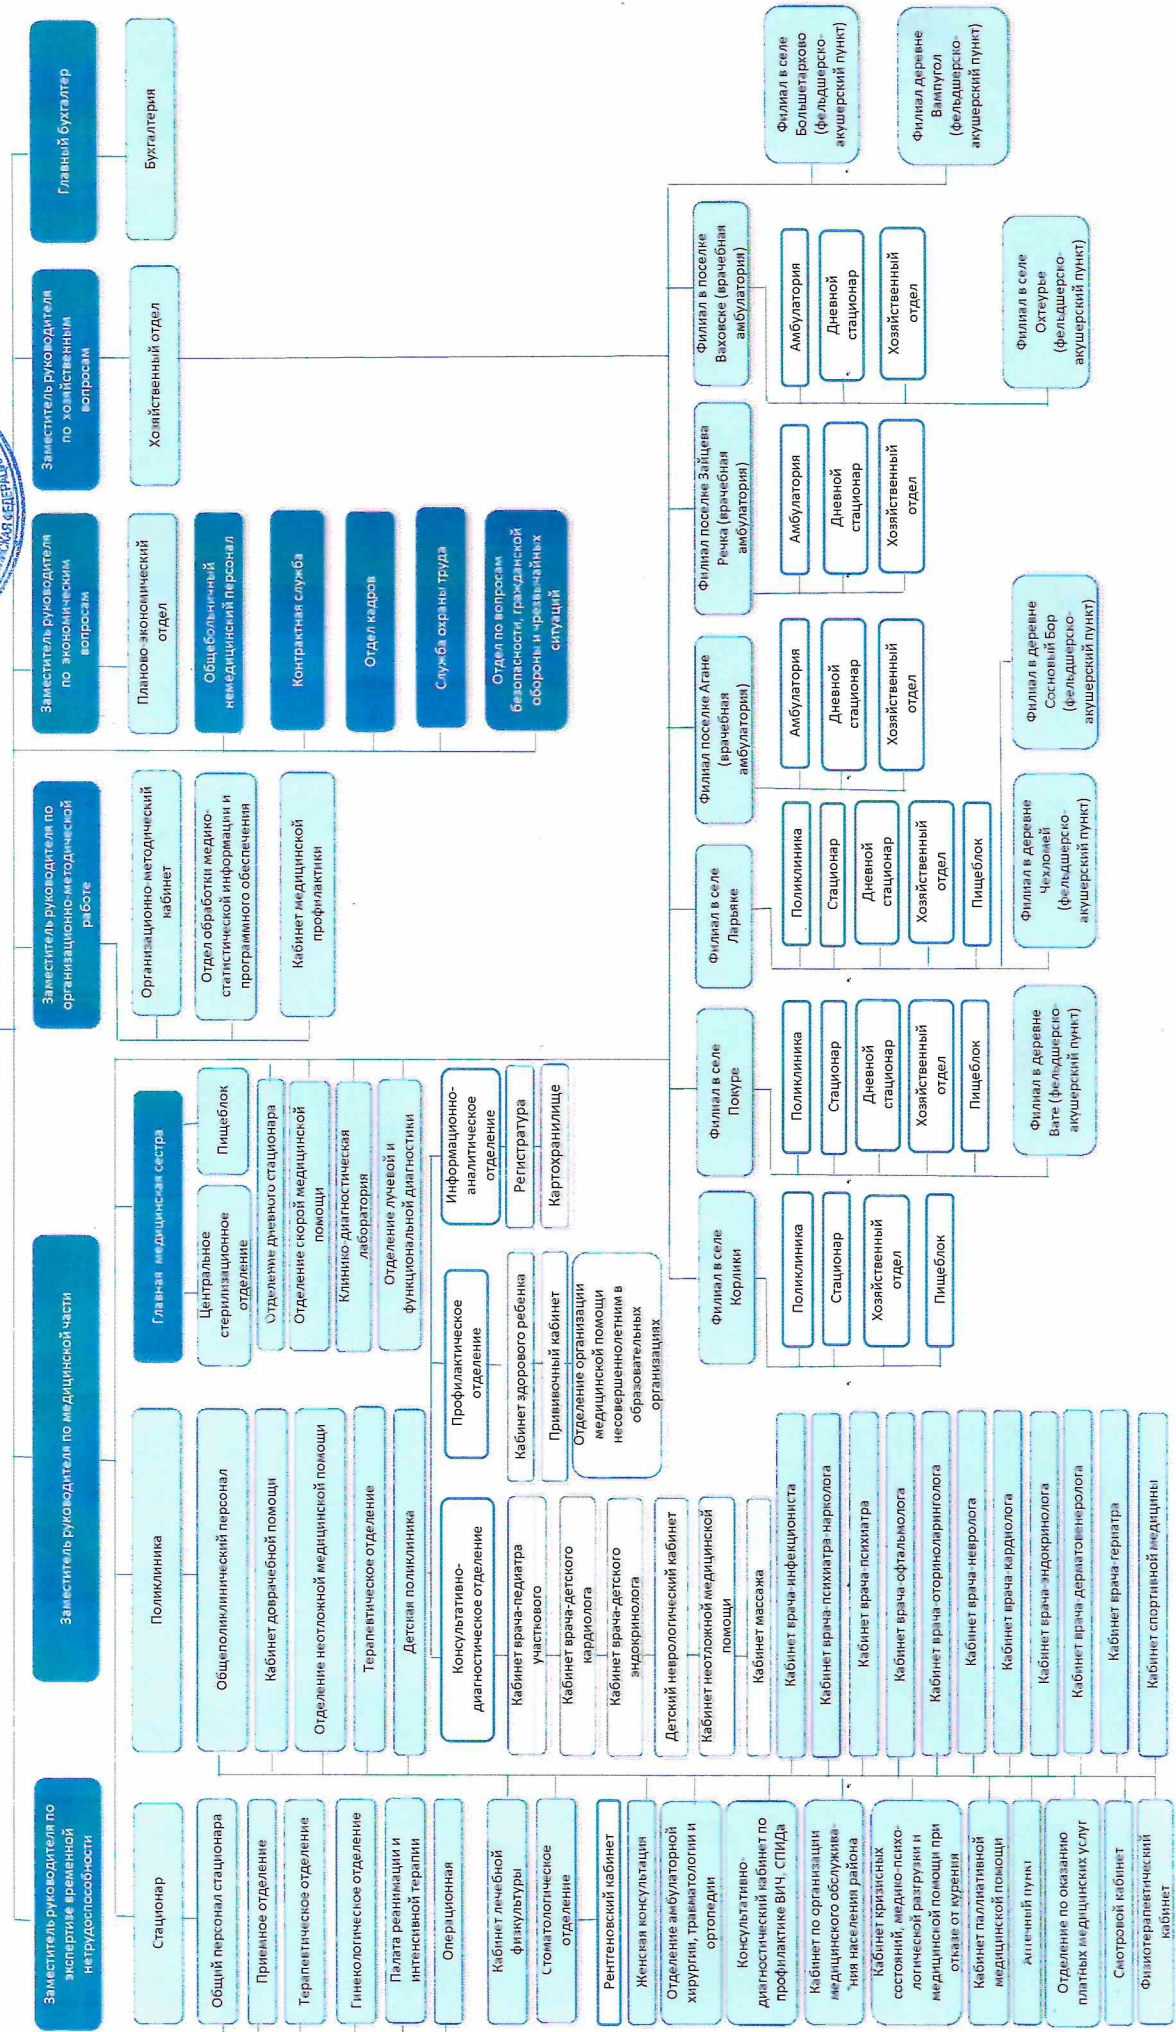 СКАЯ ФЕДЕРАЦИ
Заместитель руководителя по
экспертизе временной
нетрудоспособности
Заместитель руководителя по медицинской части
Заместитель руководителя по
организационно-методической
работе
Заместитель руководителя
по экономическим
вопросам
Заместитель руководителя
по хозяйственным
вопросам
Главный бухгалтер
Стационар
Общий персонал стационара
Приемное отделение
Терапевтическое отделение
Гинекологическое отделение
Палата реанимации и
интенсивной терапии
Операционная
Кабинет лечебной
физкультуры
Стоматологическое
отделение
Рентгеновский кабинет
Женская консультация
Отделение амбулаторной
хирургии, травматологии и
ортопедии
Консультативно-
диагностический кабинет по
профилактике ВИЧ, СПИДа
Кабинет по организации
медицинского обслужива-
ния населения района
Кабинет кризисных
состояний, медико-психо-
логической разгрузки и
медицинской помощи при
отказе от курения
Кабинет паллиативной
медицинской помощи
Аптечный пункт
Отделение по оказанию
платных медицинских услуг
Смотровой кабинет
Физиотерапевтический
кабинет
Поликлиника
Общеполиклинический персонал
Кабинет доврачебной помощи
Отделение неотложной медицинской помощи
Терапевтическое отделение
Детская поликлиника
Консультативно-
диагностическое отделение
Кабинет врача-педиатра
участкового
Кабинет врача-детского
кардиолога
Кабинет врача-детского
эндокринолога
Детский неврологический кабинет
Кабинет неотложной медицинской
помощи
Кабинет массажа
Кабинет врача-инфекциониста
Кабинет врача-психиатра-нарколога
Кабинет врача-психиатра
Кабинет врача-офтальмолога
Кабинет врача-оториноларинголога
Кабинет врача-невролога
Кабинет врача-кардиолога
Кабинет врача-эндокринолога
Кабинет врача-дерматовенеролога
Кабинет врача-гериатра
Кабинет спортивной медицины
Профилактическое
отделение
Кабинет здорового ребенка
Прививочный кабинет
Отделение организации
медицинской помощи
несовершеннолетним в
образовательных
организациях
Информационно-
аналитическое
отделение
Регистратура
Картохранилище
Главная медицинская сестра
Центральное
стерилизационное
отделение
Пищеблок
Отделение дневного стационара
Отделение скорой медицинской
помощи
Клинико-диагностическая
лаборатория
Отделение лучевой и
функциональной диагностики
Организационно-методический
кабинет
Отдел обработки медико-
статистической информации и
программного обеспечения
Кабинет медицинской
профилактики
Планово-экономический
отдел
Общебольничный
немедицинский персонал
Контрактная служба
Отдел кадров
Служба охраны труда
Отдел по вопросам
безопасности, гражданской
обороны и чрезвычайных
ситуаций
Хозяйственный отдел
Бухгалтерия
Филиал в селе
Корлики
Поликлиника
Стационар
Хозяйственный
отдел
Пищеблок
Филиал в селе
Покуре
Поликлиника
Стационар
Дневной
стационар
Хозяйственный
отдел
Пищеблок
Филиал в деревне
Вате (фельдшерско-
акушерский пункт)
Филиал в селе
Ларьяке
Поликлиника
Стационар
Дневной
стационар
Хозяйственный
отдел
Пищеблок
Филиал в деревне
Чехломей
(фельдшерско-
акушерский пункт)
Филиал в деревне
Сосновый Бор
(фельдшерско-
акушерский пункт)
Филиал поселке Агане
(врачебная
амбулатория)
Амбулатория
Дневной
стационар
Хозяйственный
отдел
Филиал поселке Зайцева
Речка (врачебная
амбулатория)
Амбулатория
Дневной
стационар
Хозяйственный
отдел
Филиал в поселке
Ваховске (врачебная
амбулатория)
Амбулатория
Дневной
стационар
Хозяйственный
отдел
Филиал в селе
Охтеурье
(фельдшерско-
акушерский пункт)
Филиал в селе
Большетархово
(фельдшерско-
акушерский пункт)
Филиал деревне
Вампугол
(фельдшерско-
акушерский пункт)